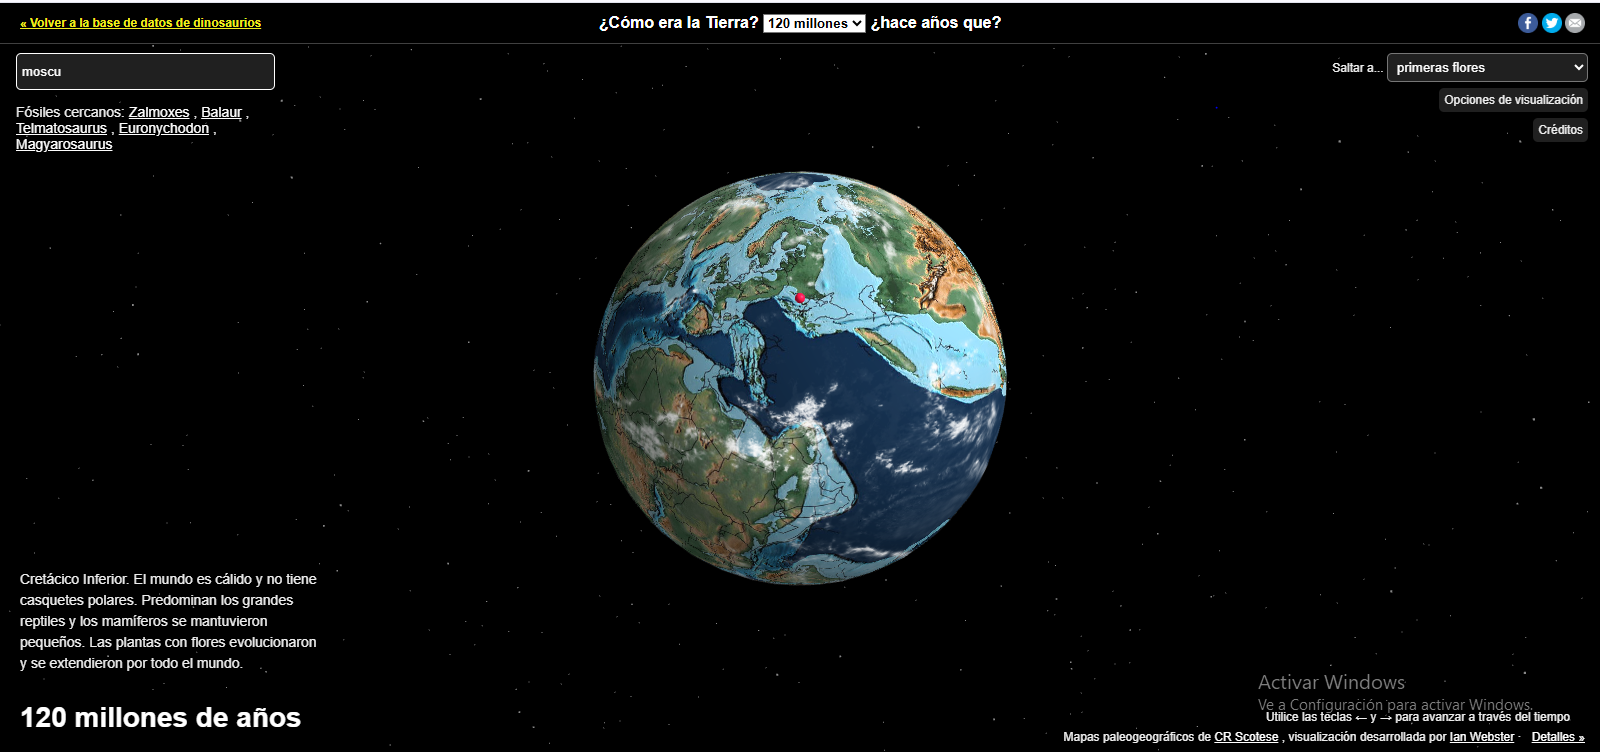 « Volver a la base de datos de dinosaurios
¿Cómo era la Tierra? 120 millones ¿hace años que?
moscu
Saltar a... primeras flores
Opciones de visualización
Créditos
Fósiles cercanos: Zalmoxes , Balaur ,
Telmatosaurus , Euronychodon ,
Magyarosaurus
Cretácico Inferior. El mundo es cálido y no tiene
casquetes polares. Predominan los grandes
reptiles y los mamíferos se mantuvieron
pequeños. Las plantas con flores evolucionaron
y se extendieron por todo el mundo.
120 millones de años
Activar Windows
Ve a Configuración para activar Windows.
Utilice las teclas ← y → para avanzar a través del tiempo
Mapas paleogeográficos de CR Scotese , visualización desarrollada por Ian Webster · Detalles »